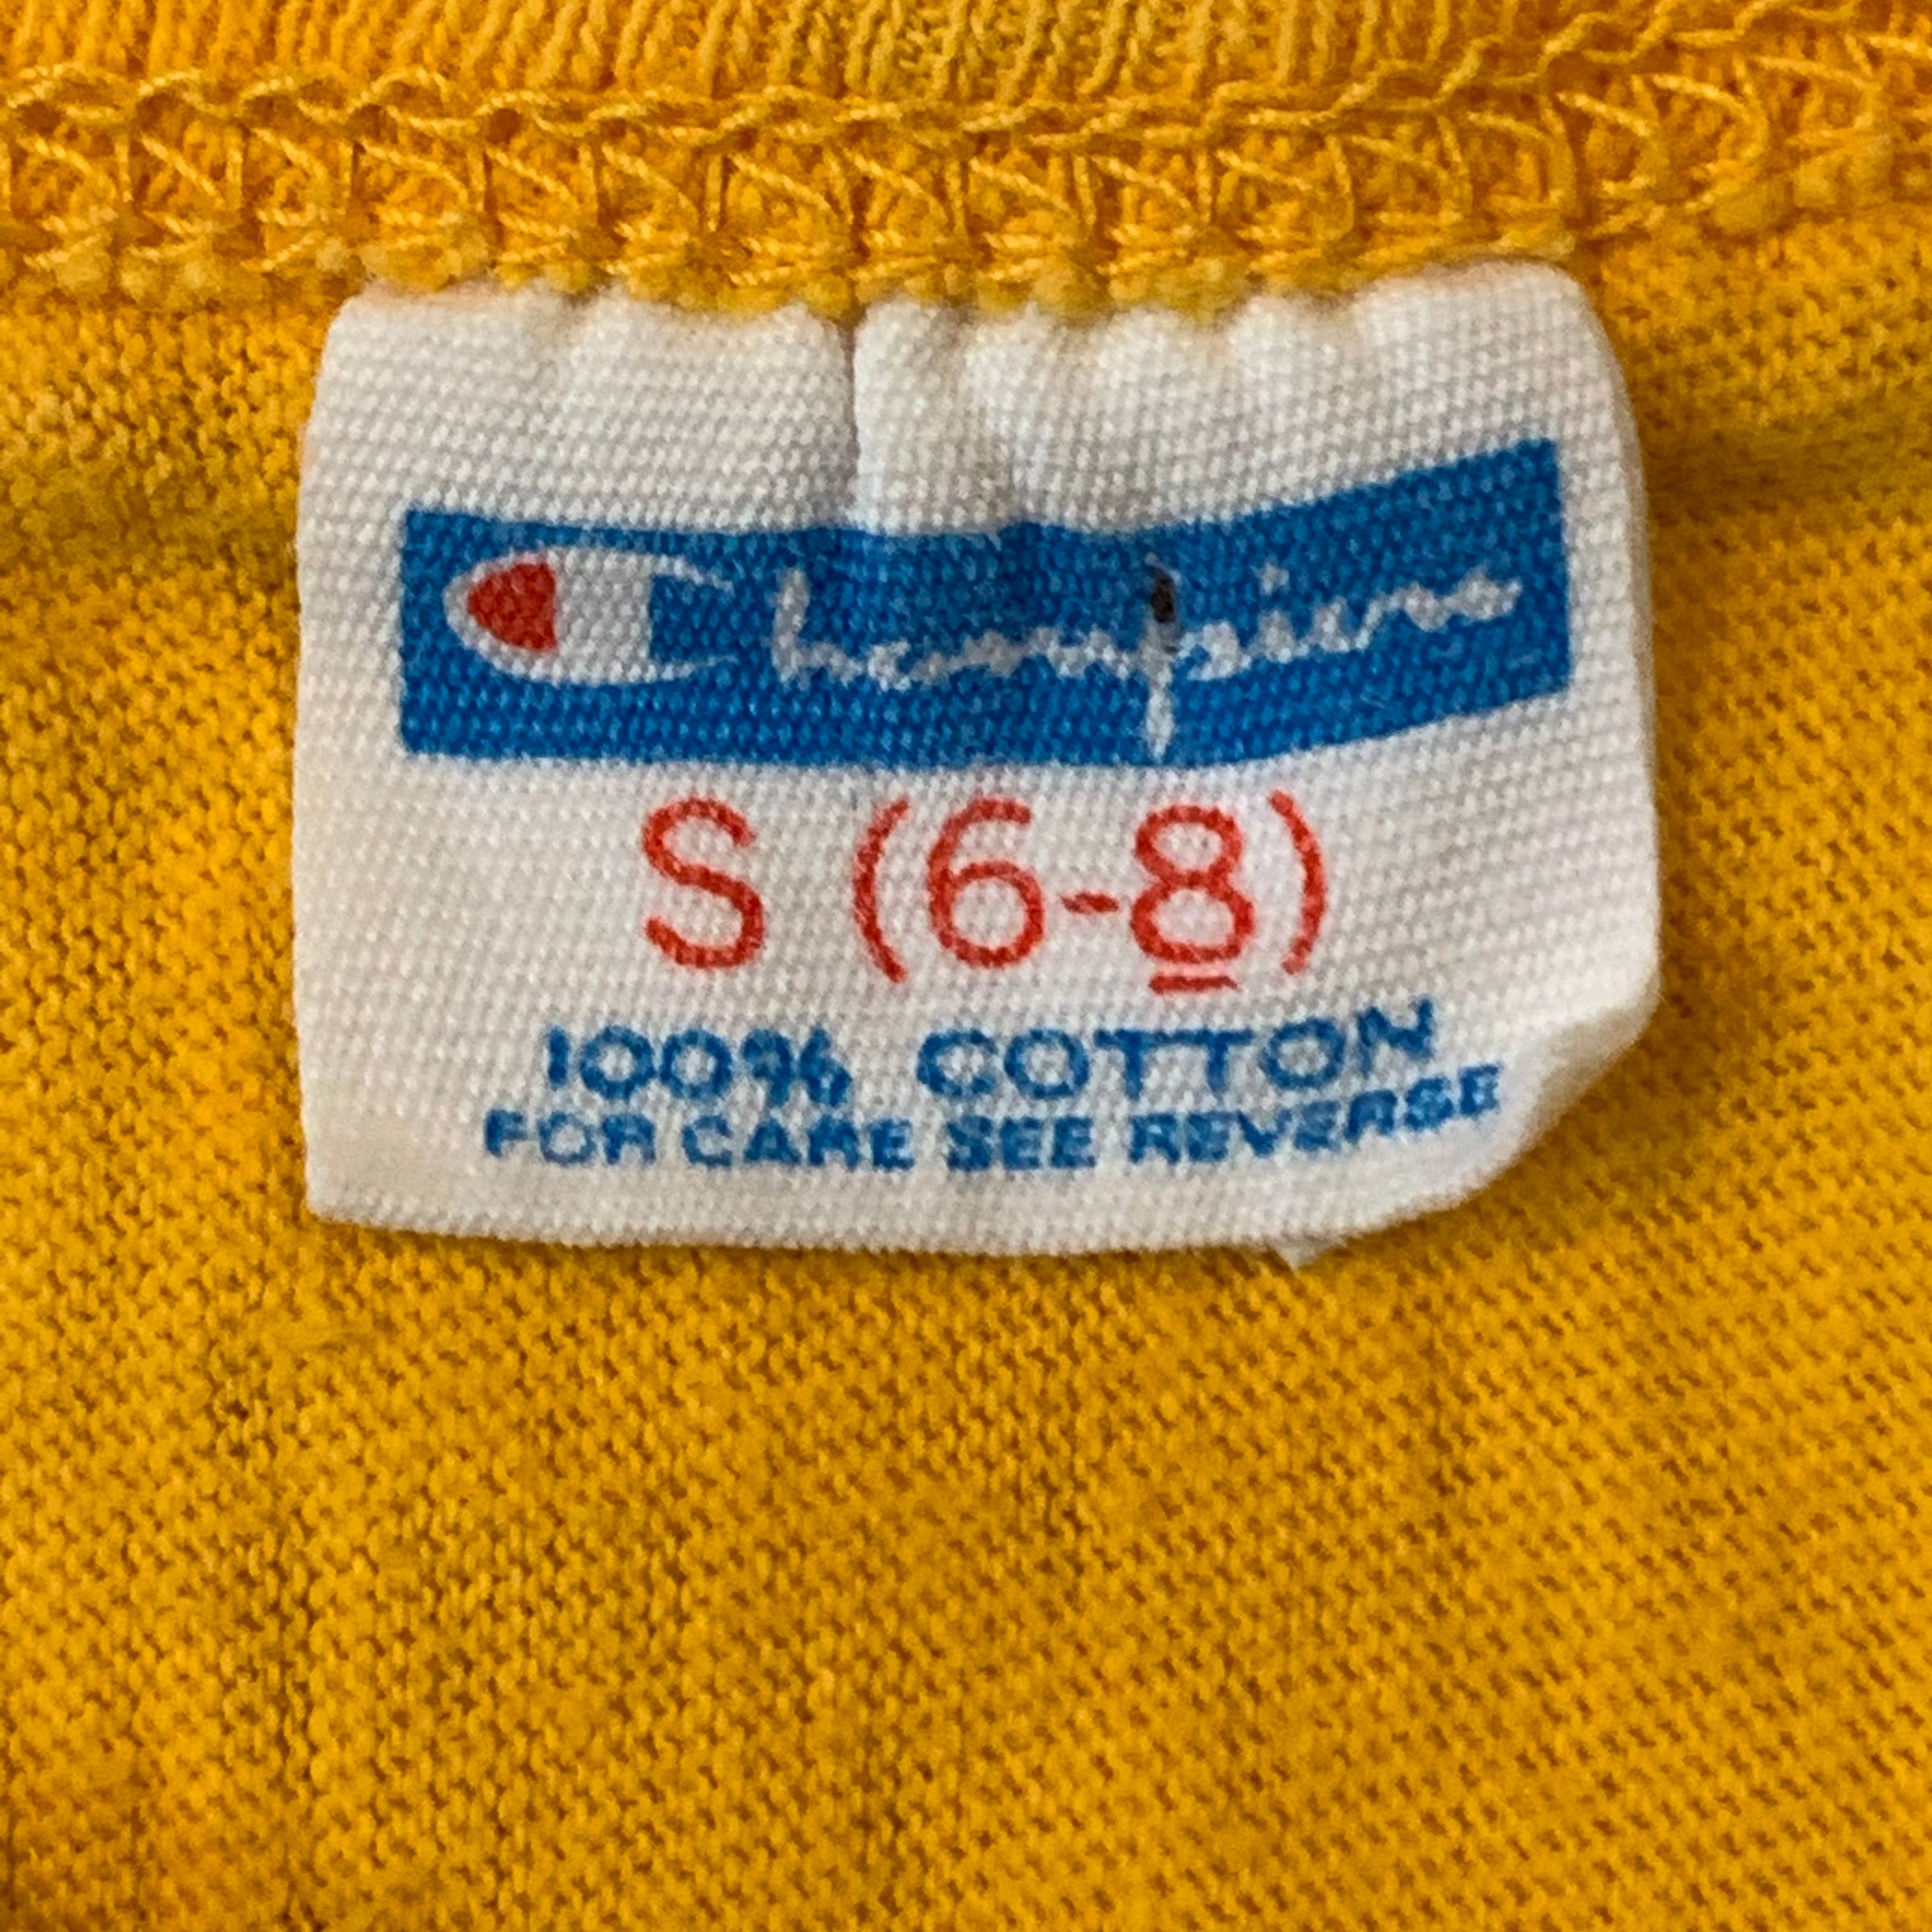 Champion
S (6-8)
100% COTTON
FOR CARE SEE REVERSE